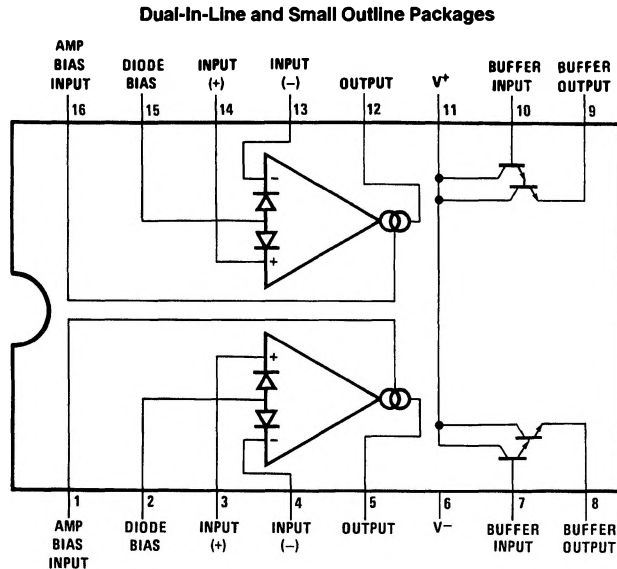 Dual-In-Line and Small Outline Packages
AMP
BIAS
INPUT
DIODE
BIAS
INPUT
(+)
INPUT
(−)
OUTPUT
V+
BUFFER
INPUT
BUFFER
OUTPUT
16
15
14
13
12
11
10
9
−
+
+
−
1
2
3
4
5
6
7
8
AMP
BIAS
INPUT
DIODE
BIAS
INPUT
(+)
INPUT
(−)
OUTPUT
V−
BUFFER
INPUT
BUFFER
OUTPUT